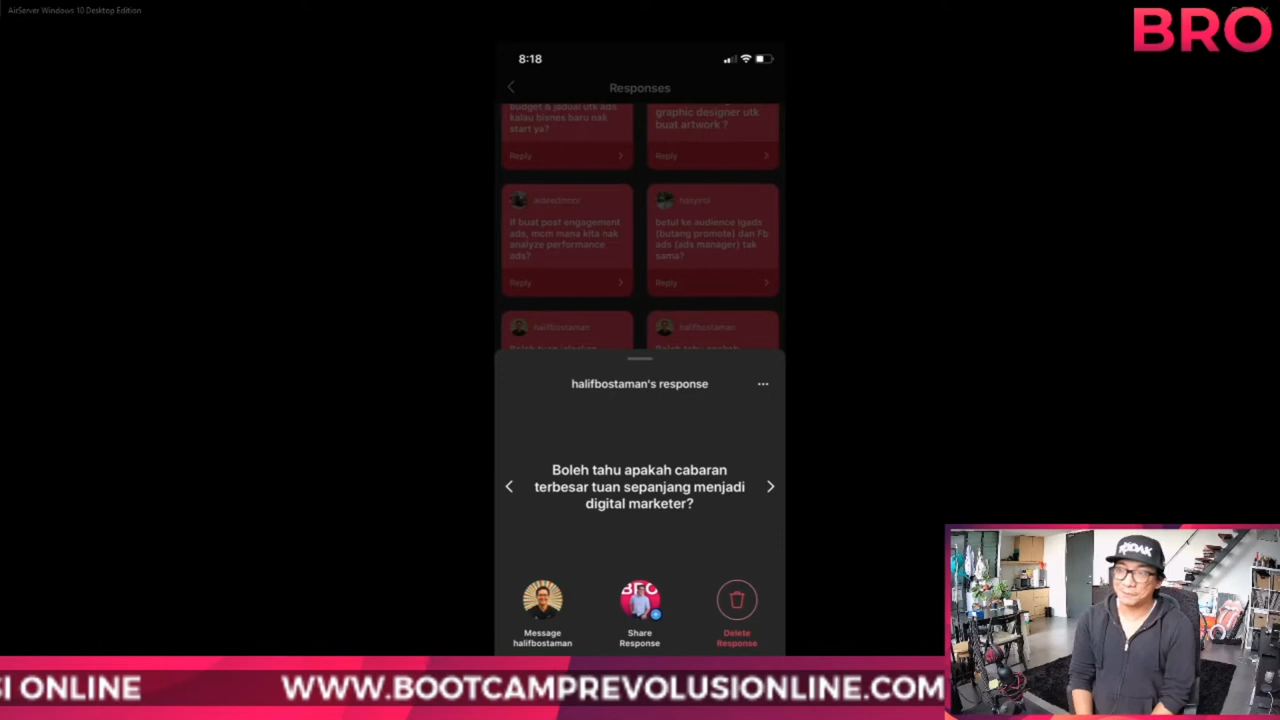 AirServer Windows 10 Desktop Edition
BRO
8:18
Responses
budget & jadual utk ads
kalau bisnes baru nak
start ya?
Reply
graphic designer utk
buat artwork ?
Reply
If buat post engagement
ads, mcm mana kita nak
analyze performance
ads?
Reply
hasyimi
betul ke audience igads
(butang promote) dan Fb
ads (ads manager) tak
sama?
Reply
halifbostaman
halifbostaman
halifbostaman's response
Boleh tahu apakah cabaran
terbesar tuan sepanjang menjadi
digital marketer?
Message
halifbostaman
Share
Response
Delete
Response
SI ONLINE
WWW.BOOTCAMPREVOLUSIONLINE.COM